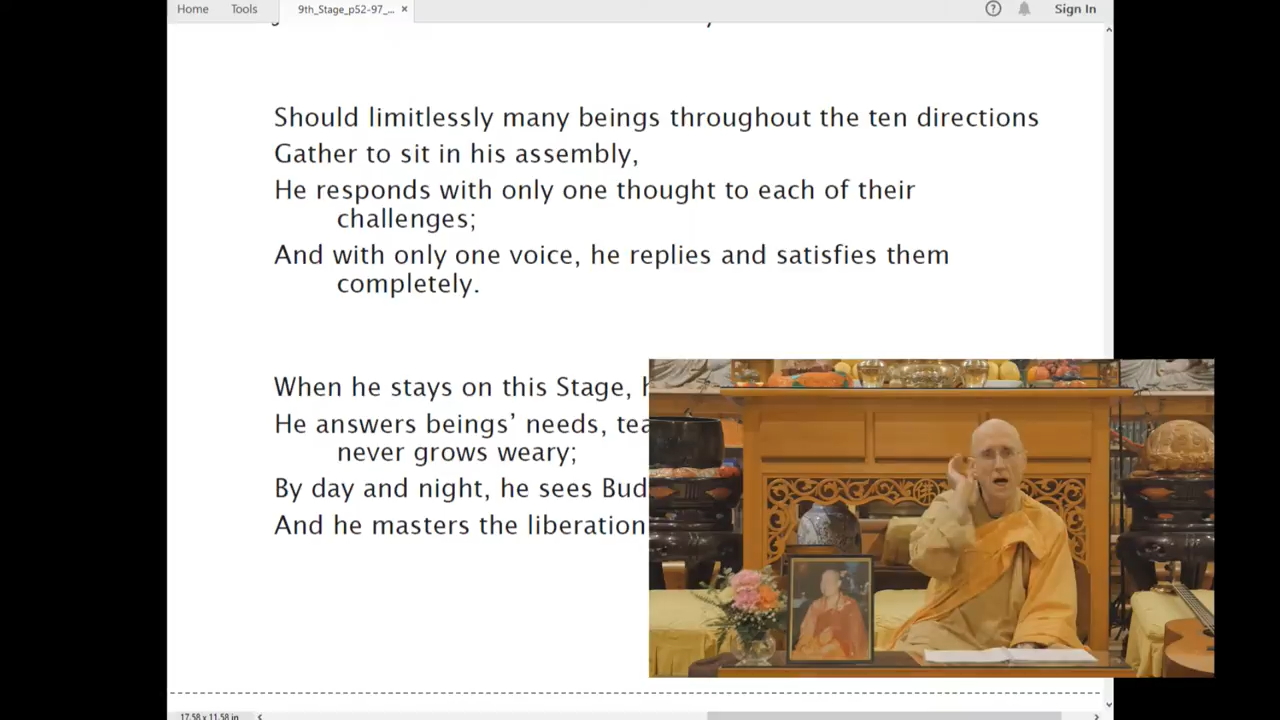 Home Tools 9th_Stage_p52-97_... × Sign In
Should limitlessly many beings throughout the ten directions
Gather to sit in his assembly,
He responds with only one thought to each of their
challenges;
And with only one voice, he replies and satisfies them
completely.
When he stays on this Stage, h
He answers beings’ needs, tea
never grows weary;
By day and night, he sees Bud
And he masters the liberation
17.58 x 11.58 in